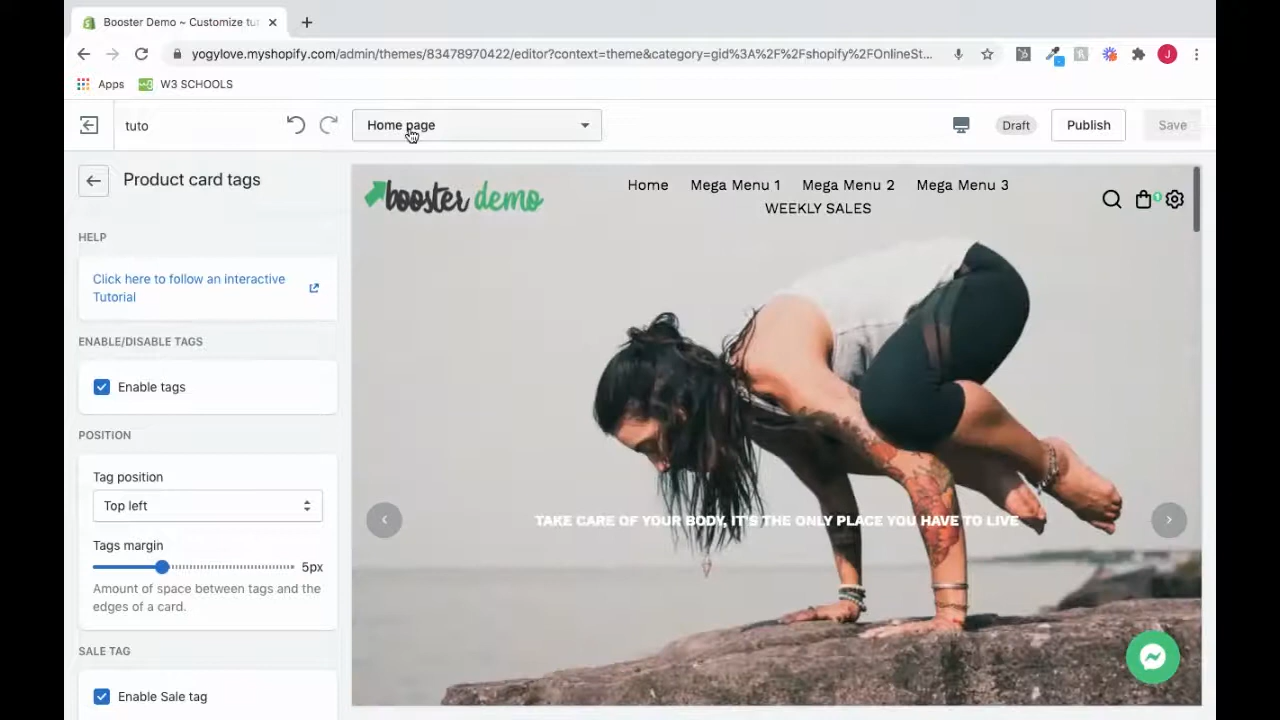 Booster Demo ~ Customize tut
yogylove.myshopify.com/admin/themes/83478970422/editor?context=theme&category=gid%3A%2F%2Fshopify%2FOnlineSt...
J
Apps
W3 SCHOOLS
tuto
Home page
Draft
Publish
Save
Product card tags
HELP
Click here to follow an interactive
Tutorial
ENABLE/DISABLE TAGS
Enable tags
POSITION
Tag position
Top left
Tags margin
5px
Amount of space between tags and the
edges of a card.
SALE TAG
Enable Sale tag
booster demo
Home Mega Menu 1 Mega Menu 2 Mega Menu 3
WEEKLY SALES
1
TAKE CARE OF YOUR BODY, IT'S THE ONLY PLACE YOU HAVE TO LIVE